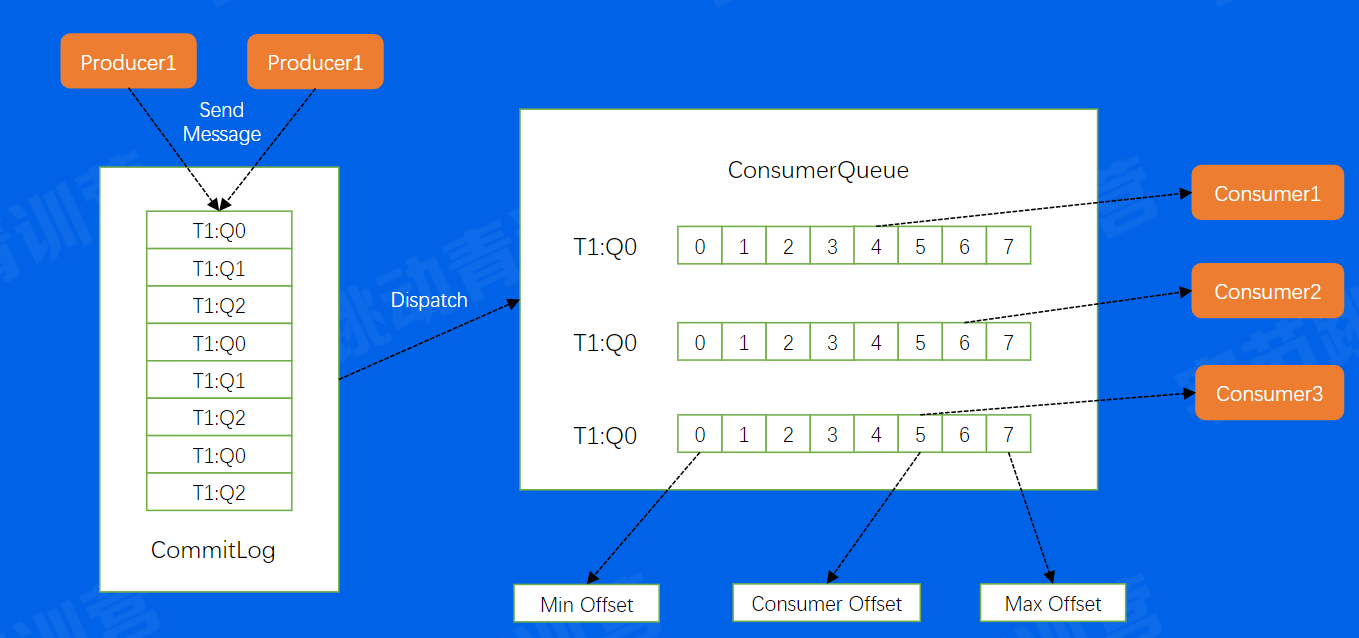 Producer1
Producer1
Send
Message
T1:Q0
T1:Q1
T1:Q2
T1:Q0
T1:Q1
T1:Q2
T1:Q0
T1:Q2
CommitLog
Dispatch
ConsumerQueue
T1:Q0 0 1 2 3 4 5 6 7
T1:Q0 0 1 2 3 4 5 6 7
T1:Q0 0 1 2 3 4 5 6 7
Consumer1
Consumer2
Consumer3
Min Offset
Consumer Offset
Max Offset